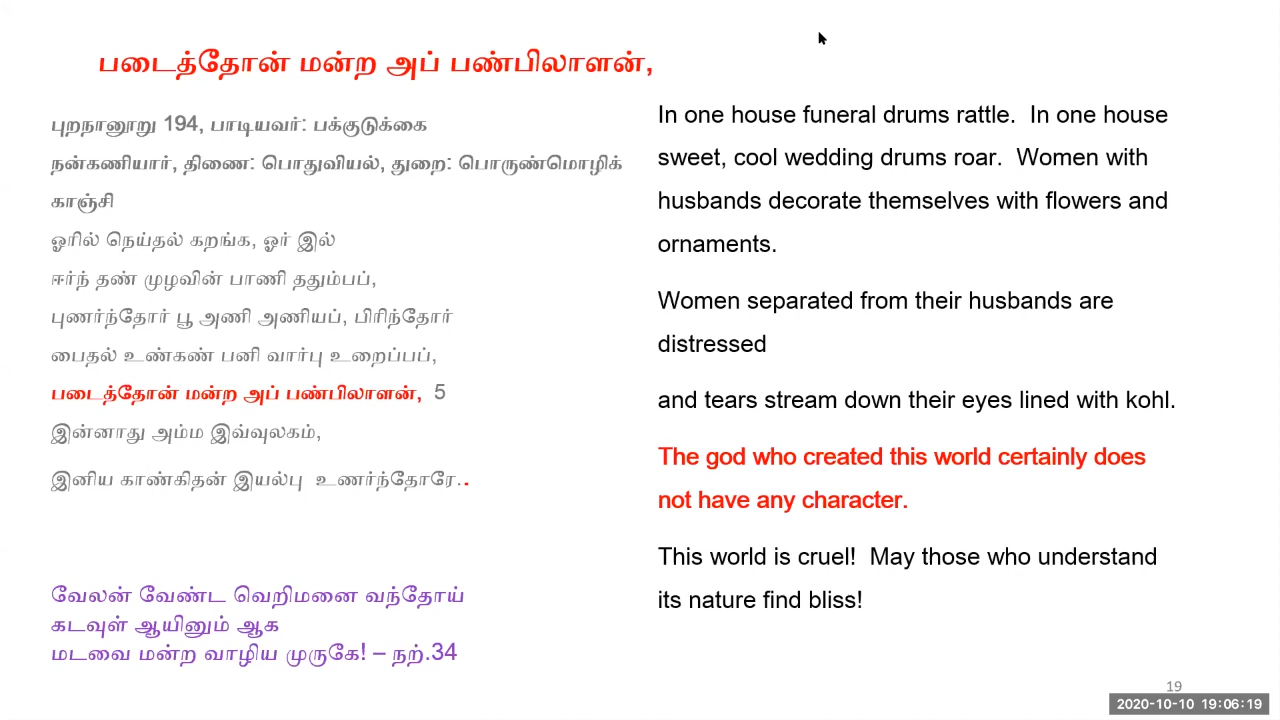 படைத்தோன் மன்ற அப் பண்பிலாளன்,
புறநானூறு 194, பாடியவர்: பக்குடுக்கை
நன்கணியார், திணை: பொதுவியல், துறை: பொருண்மொழிக்
காஞ்சி
ஓரில் நெய்தல் கறங்க, ஓர் இல்
ஈர்ந் தண் முழவின் பாணி ததும்பப்,
புணர்ந்தோர் பூ அணி அணியப், பிரிந்தோர்
பைதல் உண்கண் பனி வார்பு உறைப்பப்,
படைத்தோன் மன்ற அப் பண்பிலாளன், 5
இன்னாது அம்ம இவ்வுலகம்,
இனிய காண்கிதன் இயல்பு உணர்ந்தோரே..
வேலன் வேண்ட வெறிமனை வந்தோய்
கடவுள் ஆயினும் ஆக
மடவை மன்ற வாழிய முருகே! – நற்.34
In one house funeral drums rattle. In one house
sweet, cool wedding drums roar. Women with
husbands decorate themselves with flowers and
ornaments.
Women separated from their husbands are
distressed
and tears stream down their eyes lined with kohl.
The god who created this world certainly does
not have any character.
This world is cruel! May those who understand
its nature find bliss!
19
2020-10-10 19:06:19